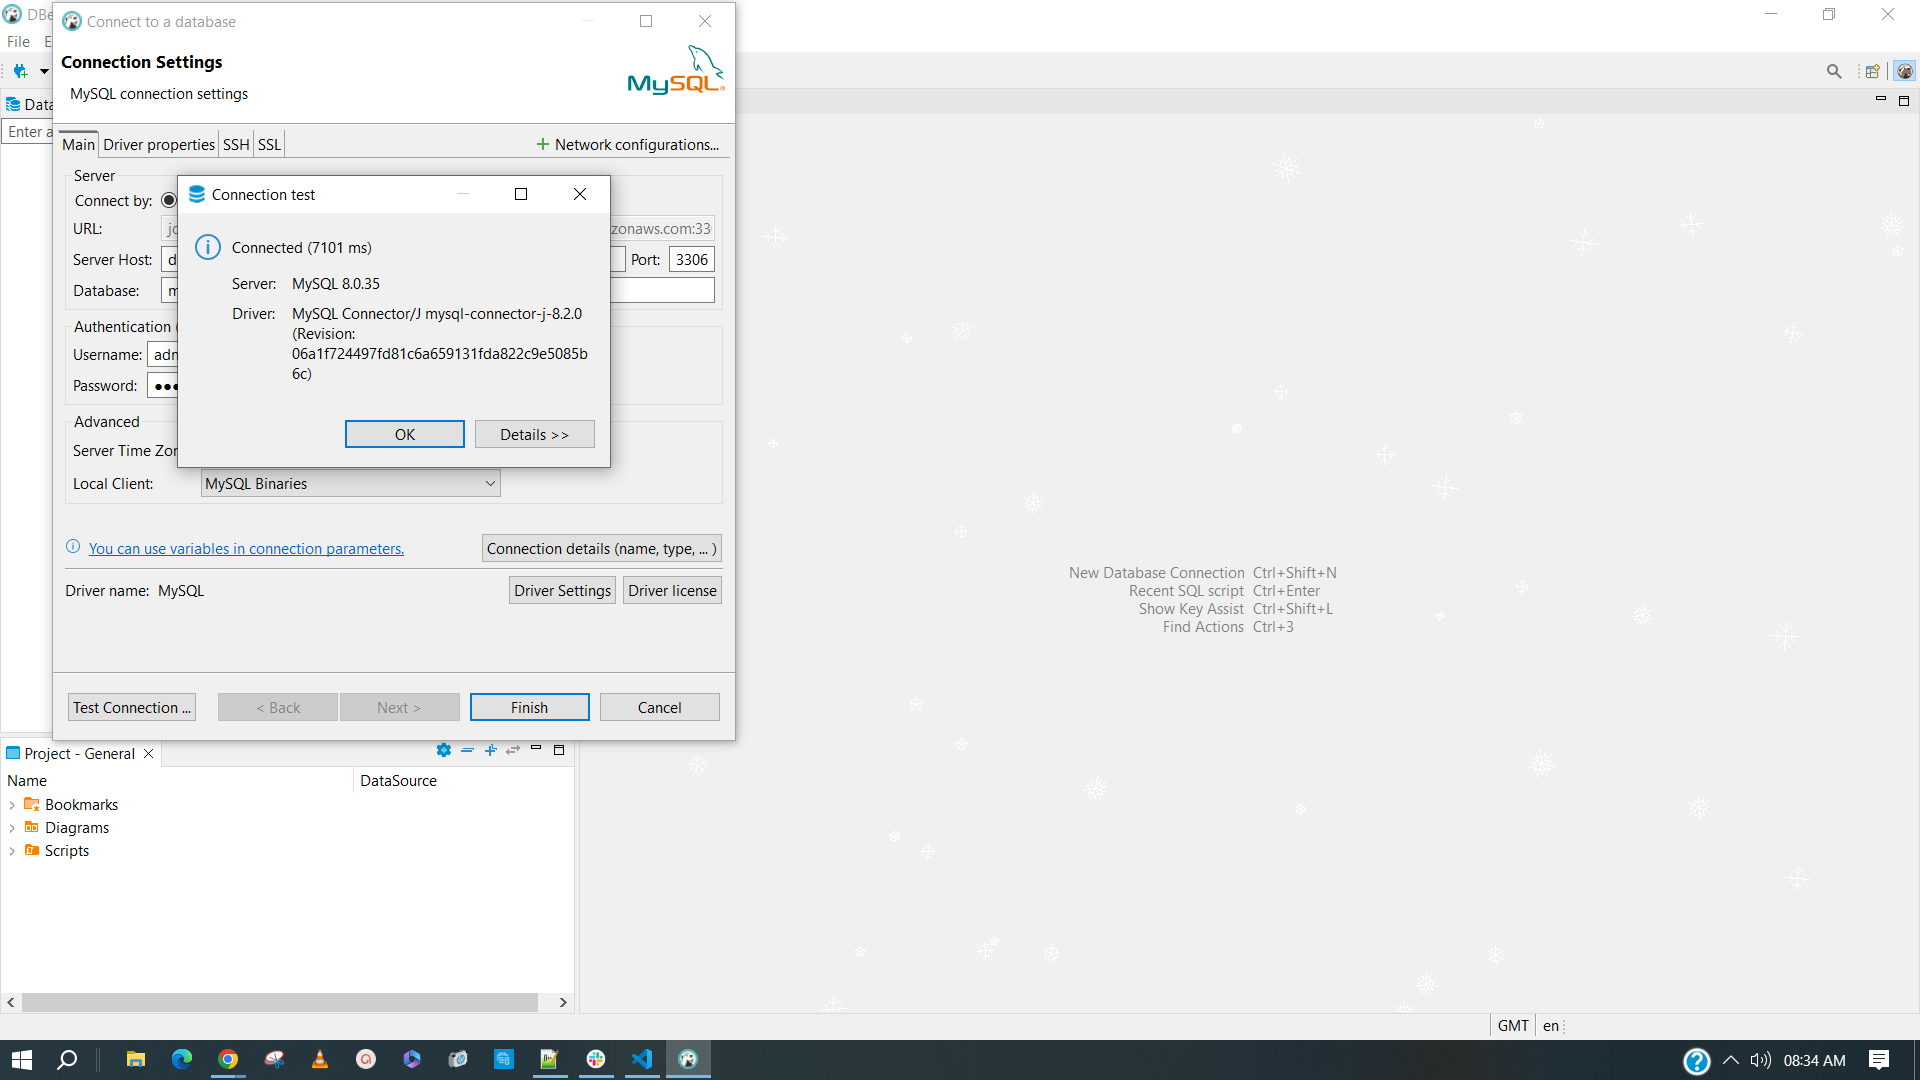 DBe
Connect to a database
File
E
Connection Settings
MySQL connection settings
MySQL
Data
Enter a
Main
Driver properties
SSH
SSL
Network configurations...
Server
Connect by:
URL:
zonaws.com:33
Server Host:
d
Port:
3306
Database:
m
Authentication (
Username:
adm
Password:
Advanced
Server Time Zon
Local Client:
MySQL Binaries
Connection test
Connected (7101 ms)
Server:
MySQL 8.0.35
Driver:
MySQL Connector/J mysql-connector-j-8.2.0
(Revision:
06a1f724497fd81c6a659131fda822c9e5085b
6c)
OK
Details >>
You can use variables in connection parameters.
Connection details (name, type, ... )
Driver name:
MySQL
Driver Settings
Driver license
Test Connection ...
< Back
Next >
Finish
Cancel
New Database Connection Ctrl+Shift+N
Recent SQL script Ctrl+Enter
Show Key Assist Ctrl+Shift+L
Find Actions Ctrl+3
Project - General
Name
DataSource
Bookmarks
Diagrams
Scripts
GMT
en
08:34 AM